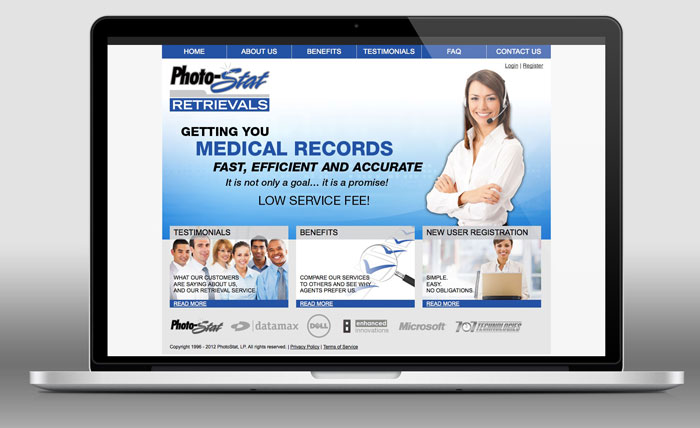 HOME ABOUT US BENEFITS TESTIMONIALS FAQ CONTACT US
Login | Register
Photo-Stat
RETRIEVALS
GETTING YOU
MEDICAL RECORDS
FAST, EFFICIENT AND ACCURATE
It is not only a goal... it is a promise!
LOW SERVICE FEE!
TESTIMONIALS
WHAT OUR CUSTOMERS
ARE SAYING ABOUT US,
AND OUR RETRIEVAL SERVICE.
READ MORE
BENEFITS
COMPARE OUR SERVICES
TO OTHERS AND SEE WHY
AGENTS PREFER US.
READ MORE
NEW USER REGISTRATION
SIMPLE.
EASY.
NO OBLIGATIONS.
READ MORE
Photo-Stat datamax DELL enhanced innovations Microsoft 101 TECHNOLOGIES
Copyright 1996 - 2012 PhotoStat, LP. All rights reserved. | Privacy Policy | Terms of Service